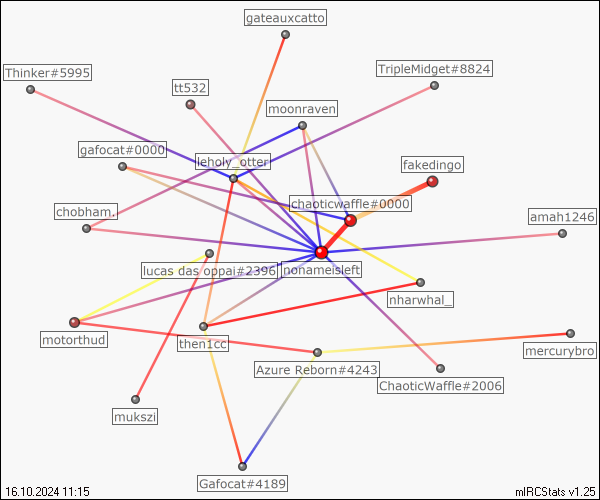 gateauxcatto
Thinker#5995
TripleMidget#8824
tt532
moonraven
gafocat#0000
leholy_otter
fakedingo
chaoticwaffle#0000
chobham.
amah1246
lucas das oppai#2396
ponameisleft
nharwhal_
motorthud
then1cc
mercurybro
Azure Reborn#4243
ChaoticWaffle#2006
mukszi
Gafocat#4189
16.10.2024 11:15
mIRCStats v1.25